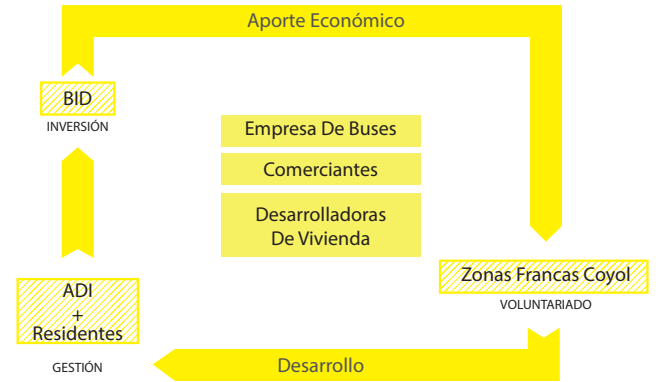 Aporte Económico
BID
INVERSIÓN
Empresa De Buses
Comerciantes
Desarrolladoras
De Vivienda
Zonas Francas Coyol
VOLUNTARIADO
ADI
+
Residentes
GESTIÓN
Desarrollo